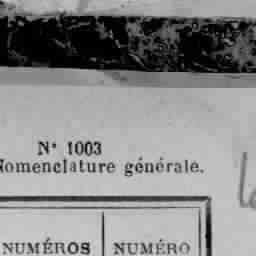 N° 1003
Nomenclature générale.
NUMÉROS NUMÉRO